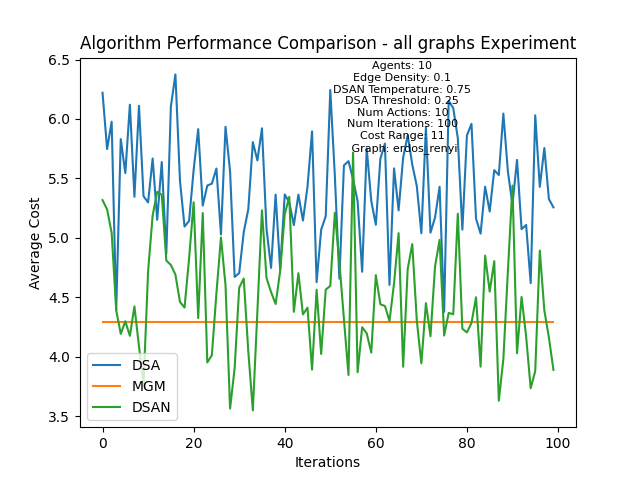 Algorithm Performance Comparison - all graphs Experiment
Agents: 10
Edge Density: 0.1
DSAN Temperature: 0.75
DSA Threshold: 0.25
Num Actions: 10
Num Iterations: 100
Cost Range: 11
Graph: erdos_renyi
6.5
6.0
5.5
5.0
4.5
4.0
3.5
Average Cost
DSA
MGM
DSAN
0
20
40
60
80
100
Iterations